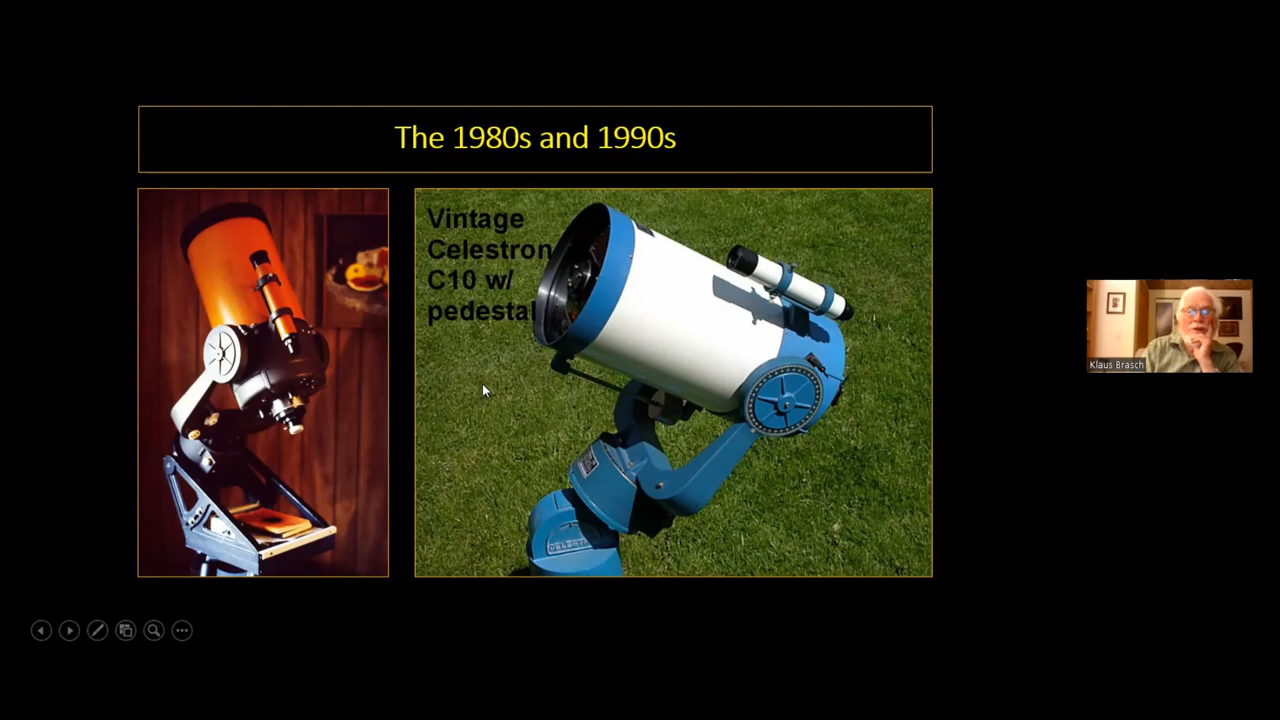 The 1980s and 1990s
Vintage
Celestron
C10 w/
pedestal
Klaus Brasch